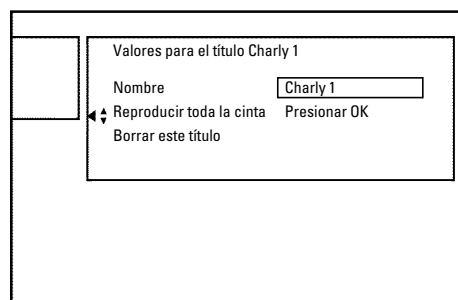 Valores para el título Charly 1
Nombre Charly 1
Reproducir toda la cinta Presionar OK
Borrar este título